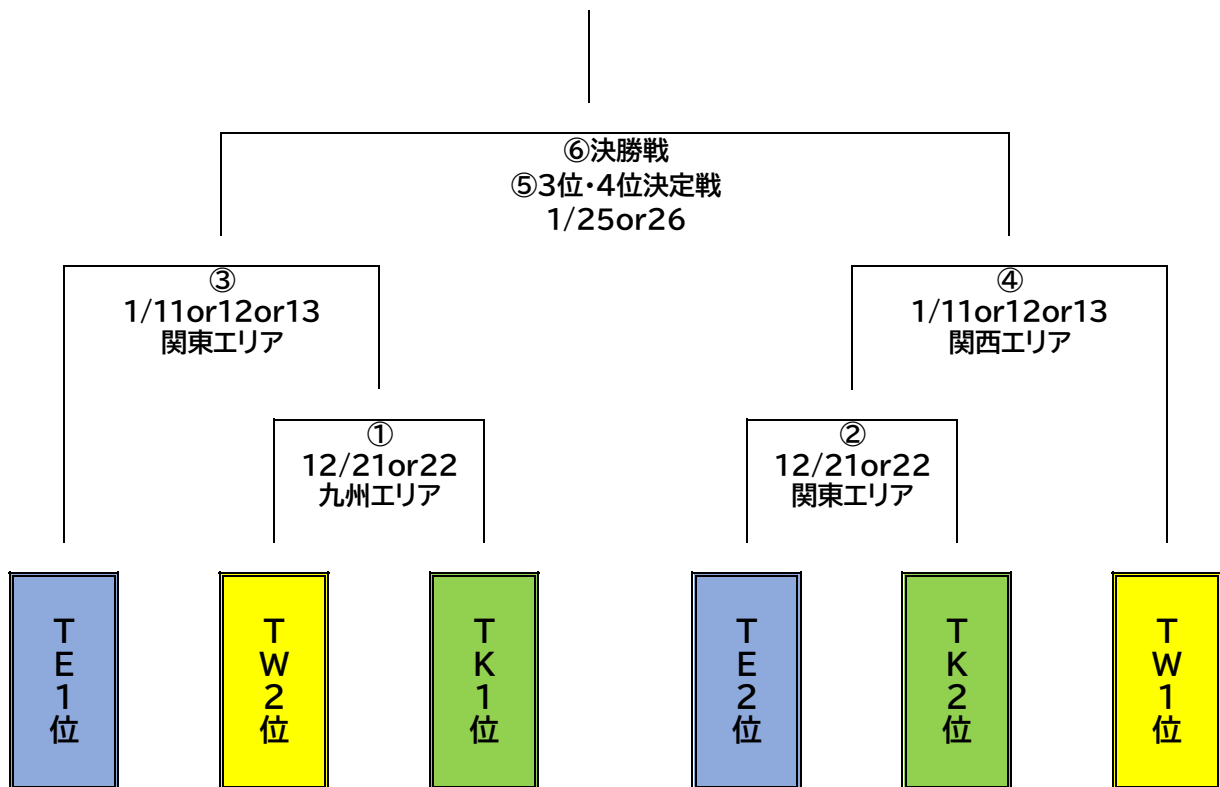 ⑥決勝戦
⑤3位・4位決定戦
1/25or26
③
1/11or12or13
関東エリア
④
1/11or12or13
関西エリア
①
12/21or22
九州エリア
②
12/21or22
関東エリア
TE1位
TW2位
TK1位
TE2位
TK2位
TW1位